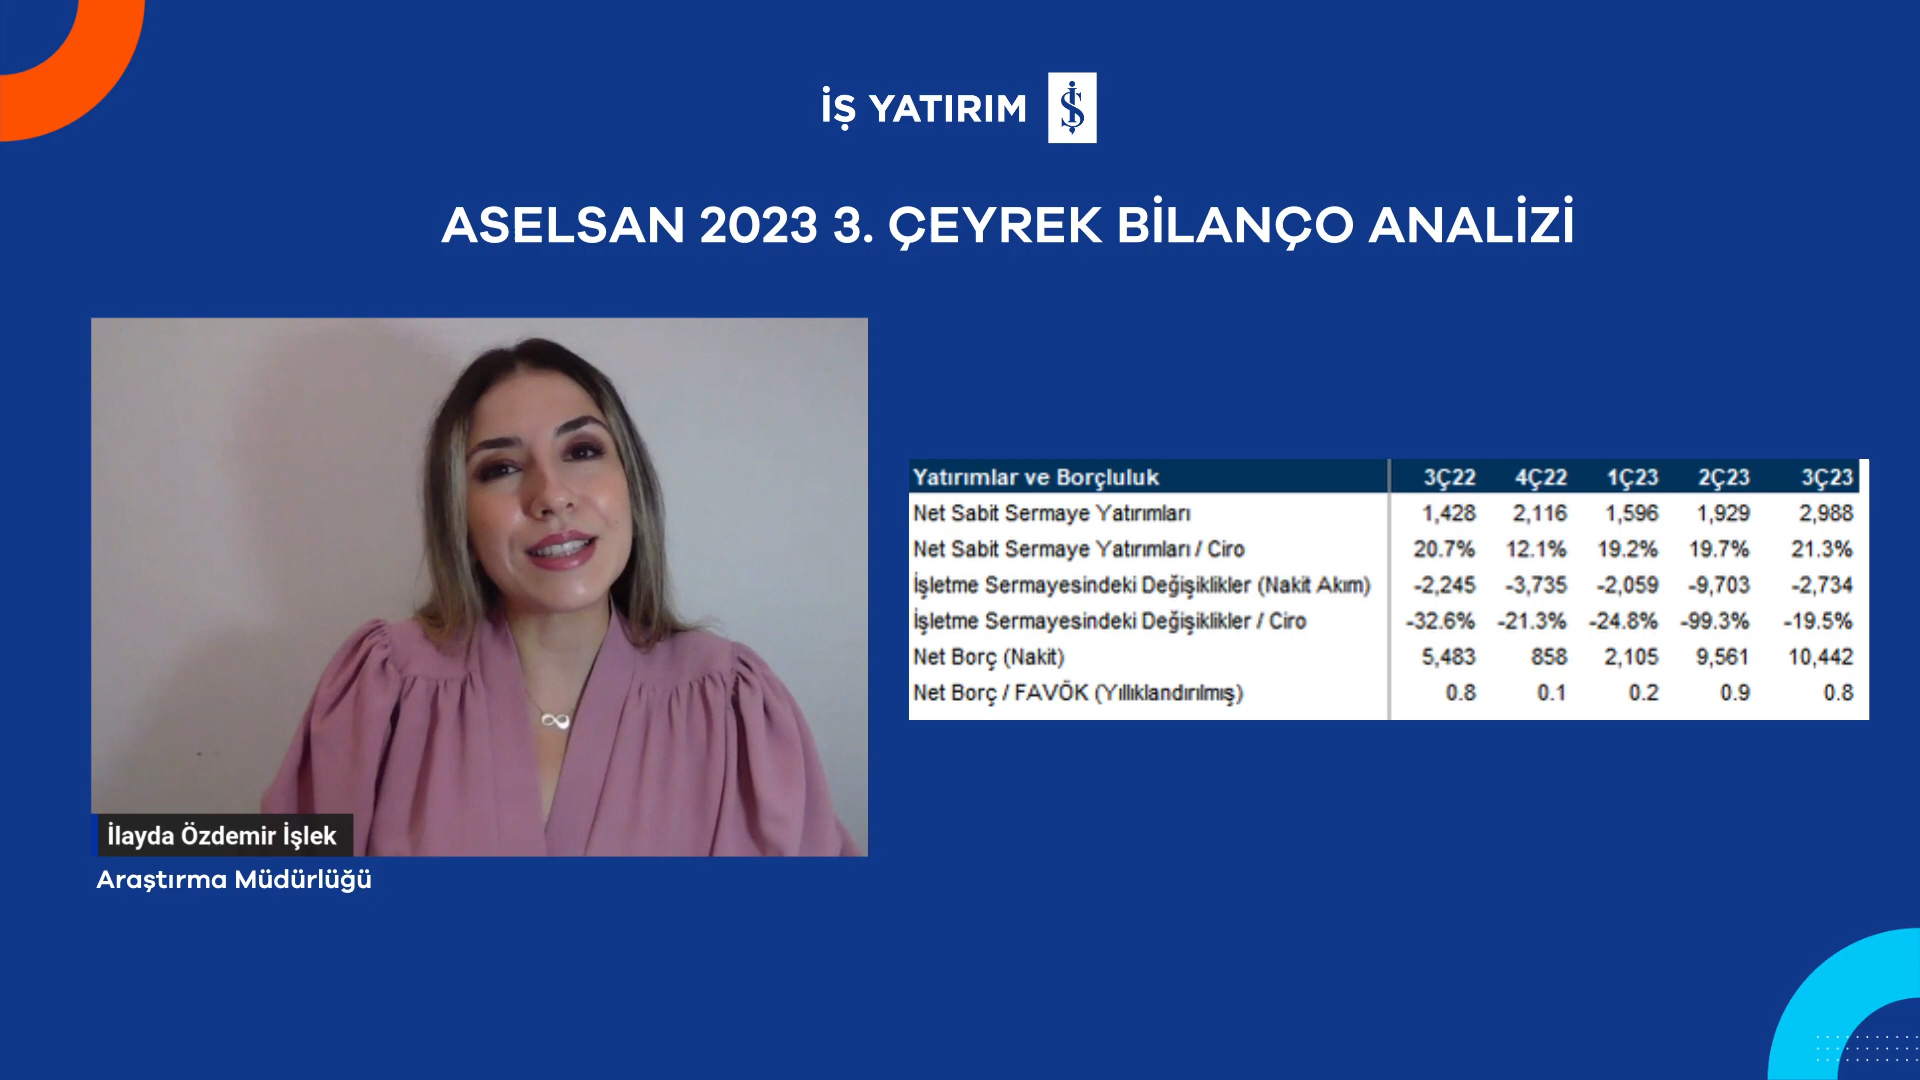 İŞ YATIRIM
ASELSAN 2023 3. ÇEYREK BİLANÇO ANALİZİ
İlayda Özdemir İşlek
Araştırma Müdürlüğü
Yatırımlar ve Borçluluk 3Ç22 4Ç22 1Ç23 2Ç23 3Ç23
Net Sabit Sermaye Yatırımları 1,428 2,116 1,596 1,929 2,988
Net Sabit Sermaye Yatırımları / Ciro 20.7% 12.1% 19.2% 19.7% 21.3%
İşletme Sermayesindeki Değişiklikler (Nakit Akım) -2,245 -3,735 -2,059 -9,703 -2,734
İşletme Sermayesindeki Değişiklikler / Ciro -32.6% -21.3% -24.8% -99.3% -19.5%
Net Borç (Nakit) 5,483 858 2,105 9,561 10,442
Net Borç / FAVÖK (Yıllıklandırılmış) 0.8 0.1 0.2 0.9 0.8